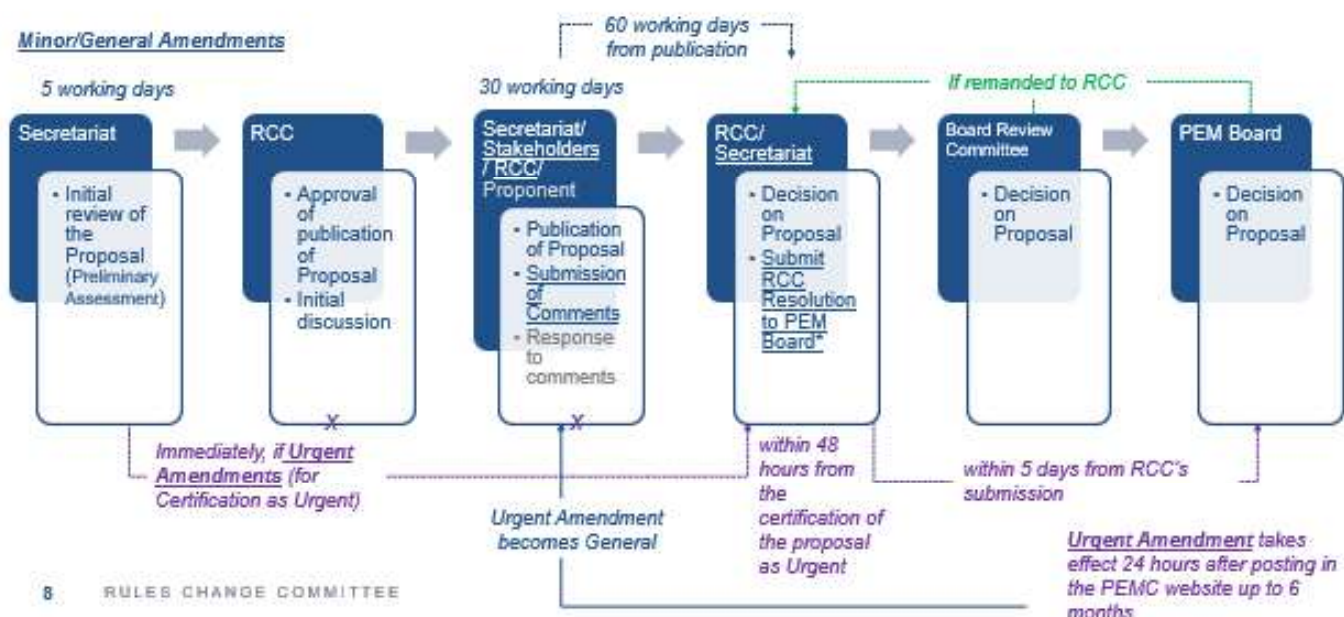 60 working days
from publication
Minor/General Amendments
5 working days
30 working days
If remanded to RCC
Secretariat
• Initial
review of
the
Proposal
(Preliminary
Assessment)
RCC
• Approval
of
publication
of
Proposal
• Initial
discussion
X
Secretariat/
Stakeholders
/ RCC/
Proponent
• Publication
of Proposal
• Submission
of
Comments
• Response
to
comments
X
RCC/
Secretariat
• Decision
on
Proposal
• Submit
RCC
Resolution
to PEM
Board*
Board Review
Committee
• Decision
on
Proposal
PEM Board
• Decision
on
Proposal
Immediately, if Urgent
Amendments (for
Certification as Urgent)
Urgent Amendment
becomes General
within 48
hours from
the
certification of
the proposal
as Urgent
within 5 days from RCC's
submission
Urgent Amendment takes
effect 24 hours after posting in
the PEMC website up to 6
months
8 RULES CHANGE COMMITTEE